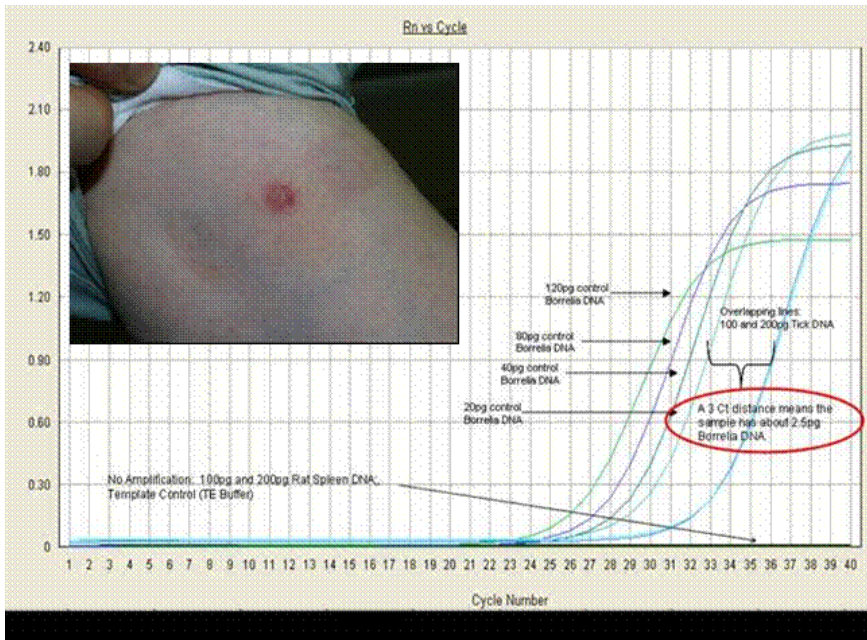 Rn vs Cycle
2.40
2.10
1.80
1.50
1.20
0.90
0.60
0.30
0
120pg control
Borrelia DNA
80pg control
Borrelia DNA
40pg control
Borrelia DNA
20pg control
Borrelia DNA
Overlapping lines:
100 and 200pg Tick DNA
A 3 Ct distance means the
sample has about 2.5pg
Borrelia DNA.
No Amplification: 100pg and 200pg Rat Spleen DNA;
Template Control (TE Buffer)
1 2 3 4 5 6 7 8 9 10 11 12 13 14 15 16 17 18 19 20 21 22 23 24 25 26 27 28 29 30 31 32 33 34 35 36 37 38 39 40
Cycle Number